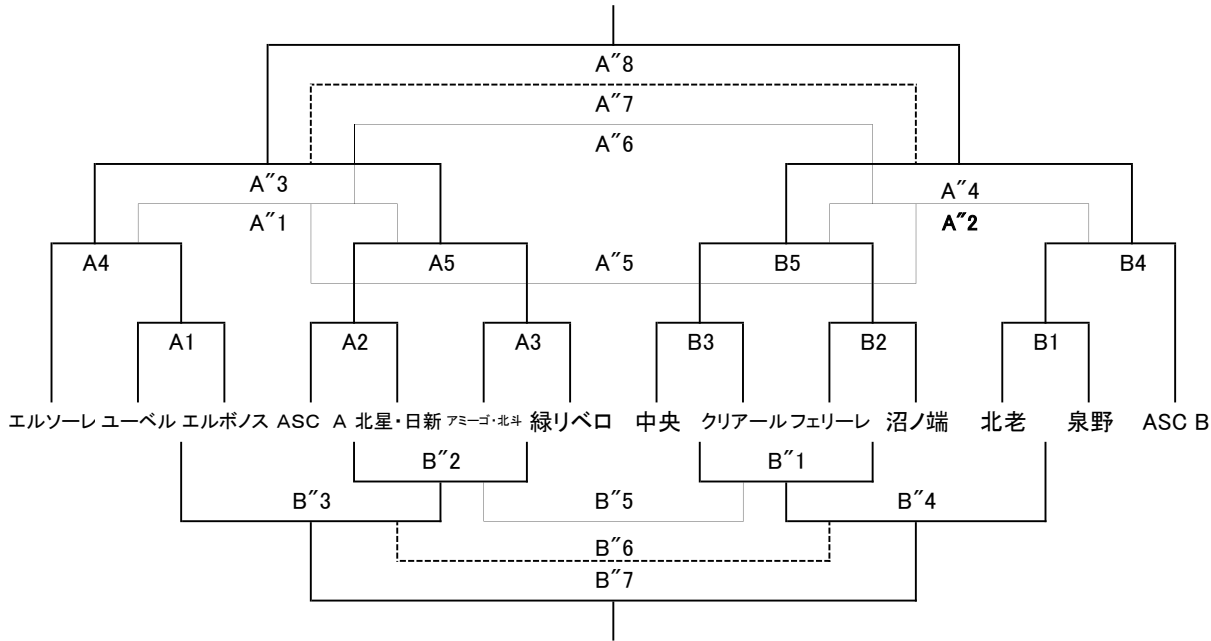 A″8
A″7
A″6
A″3 A″4
A″1 A″2
A4 A5 A″5 B5 B4
A1 A2 A3 B3 B2 B1
エルソーレ ユーベル エルボノス ASC A 北星・日新 アミーゴ・北斗 緑リベロ 中央 クリアール フェリーレ 沼ノ端 北老 泉野 ASC B
B″2 B″1
B″3 B″5 B″4
B″6
B″7